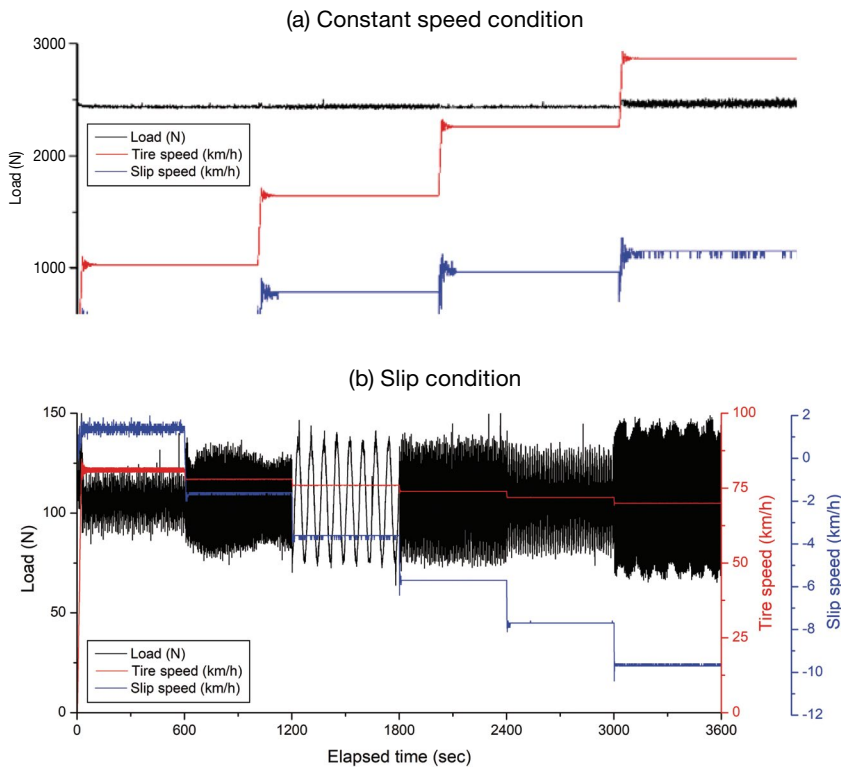 (a) Constant speed condition
3000
2000
1000
Load (N)
Load (N)
Tire speed (km/h)
Slip speed (km/h)
(b) Slip condition
150
100
50
0
Load (N)
Load (N)
Tire speed (km/h)
Slip speed (km/h)
100
75
50
25
0
Tire speed (km/h)
2
0
-2
-4
-6
-8
-10
-12
Slip speed (km/h)
0 600 1200 1800 2400 3000 3600
Elapsed time (sec)